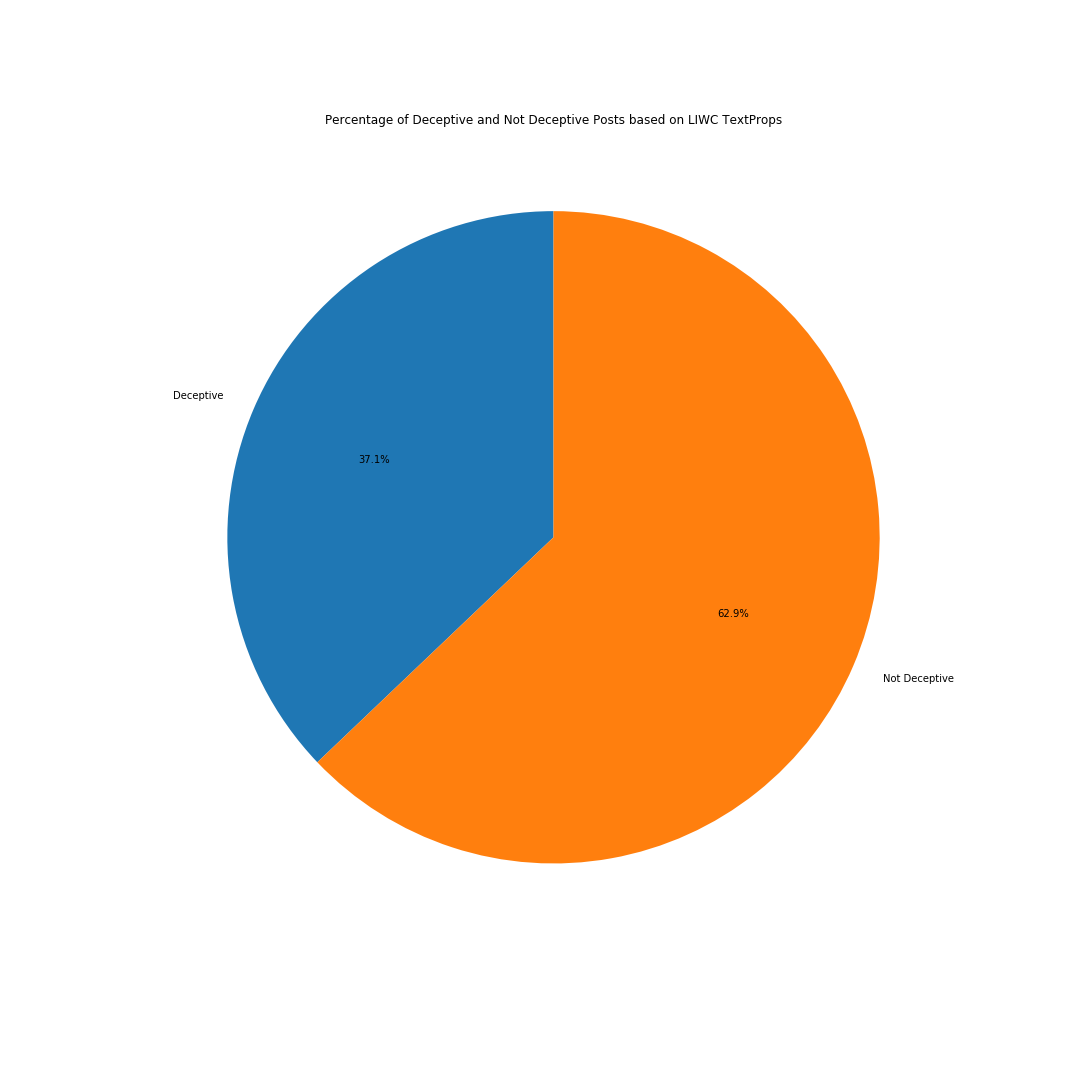 Percentage of Deceptive and Not Deceptive Posts based on LIWC TextProps
Deceptive
37.1%
62.9%
Not Deceptive